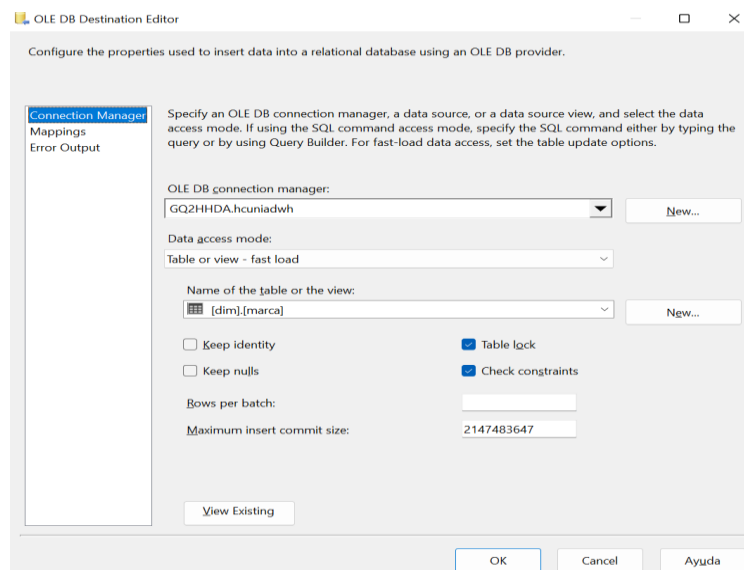 OLE DB Destination Editor
Configure the properties used to insert data into a relational database using an OLE DB provider.
Connection Manager
Mappings
Error Output
Specify an OLE DB connection manager, a data source, or a data source view, and select the data
access mode. If using the SQL command access mode, specify the SQL command either by typing the
query or by using Query Builder. For fast-load data access, set the table update options.
OLE DB connection manager:
GQ2HHDA.hcuniadwh
New...
Data access mode:
Table or view - fast load
Name of the table or the view:
[dim].[marca]
New...
Keep identity
Table lock
Keep nulls
Check constraints
Rows per batch:
Maximum insert commit size:
2147483647
View Existing
OK
Cancel
Ayuda